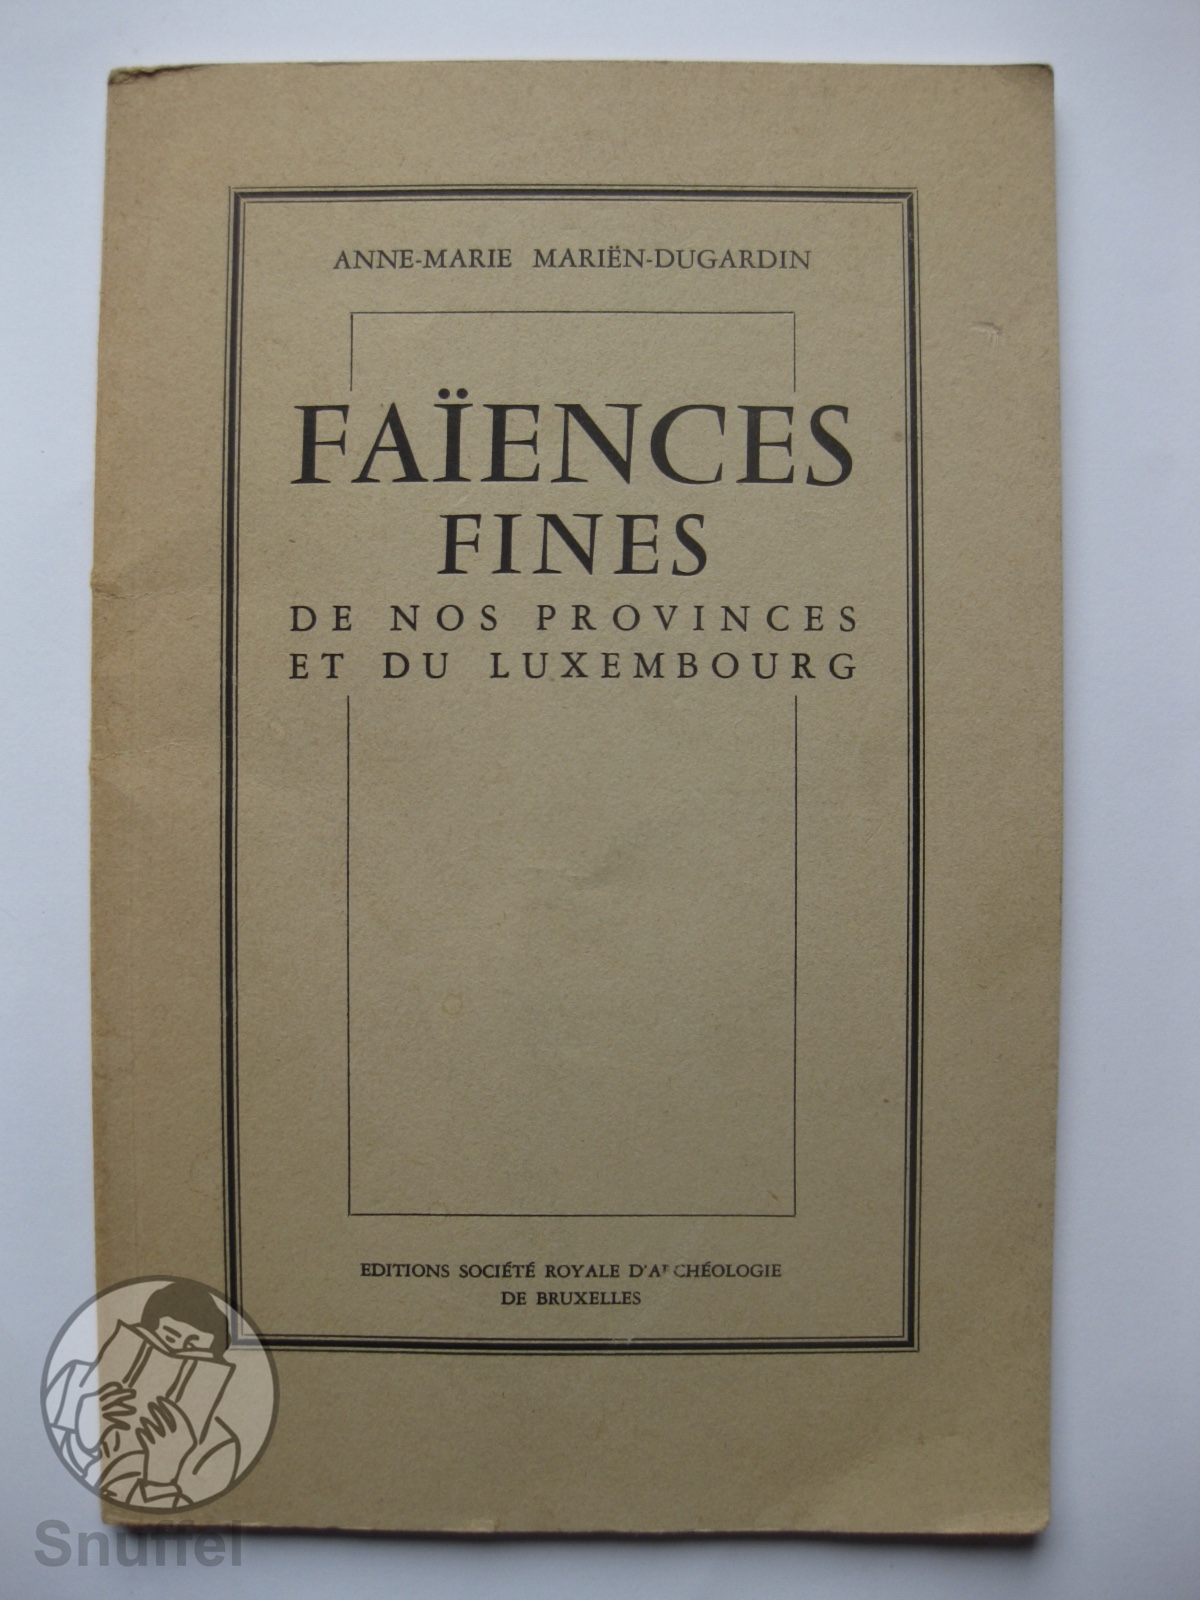 ANNE-MARIE MARIËN-DUGARDIN
FAÏENCES
FINES
DE NOS PROVINCES
ET DU LUXEMBOURG
EDITIONS SOCIÉTÉ ROYALE D'ARCHÉOLOGIE
DE BRUXELLES
Snuffel